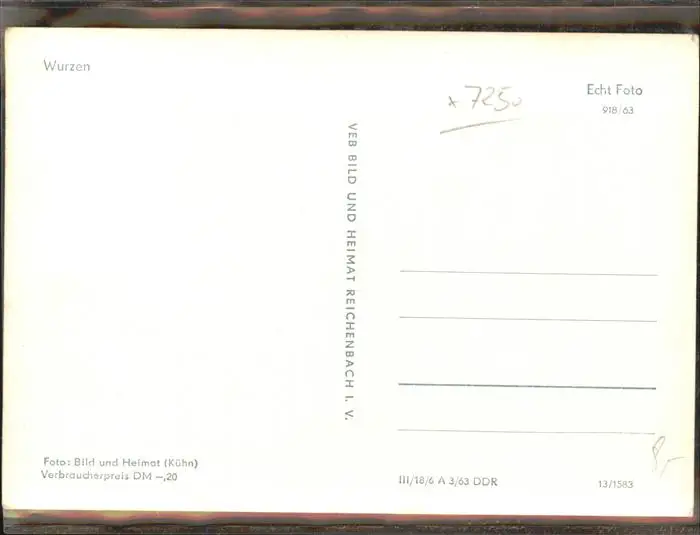 Wurzen
x 7250
Echt Foto
918/63
VEB BILD UND HEIMAT REICHENBACH I. V.
Foto: Bild und Heimat (Kühn)
Verbraucherpreis DM –,20
III/18/6 A 3/63 DDR
13/1583
8,-